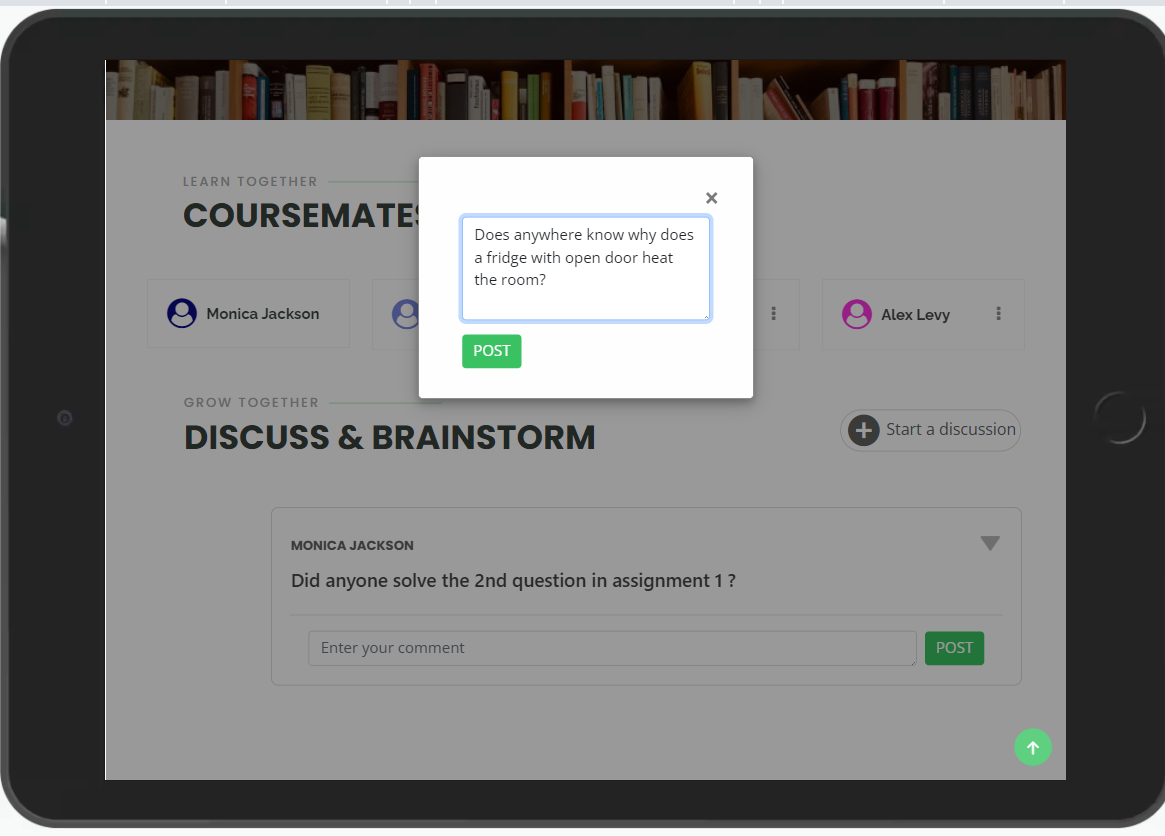 LEARN TOGETHER
COURSEMATES
Monica Jackson
Alex Levy
×
Does anywhere know why does
a fridge with open door heat
the room?
POST
GROW TOGETHER
DISCUSS & BRAINSTORM
Start a discussion
MONICA JACKSON
Did anyone solve the 2nd question in assignment 1 ?
Enter your comment
POST